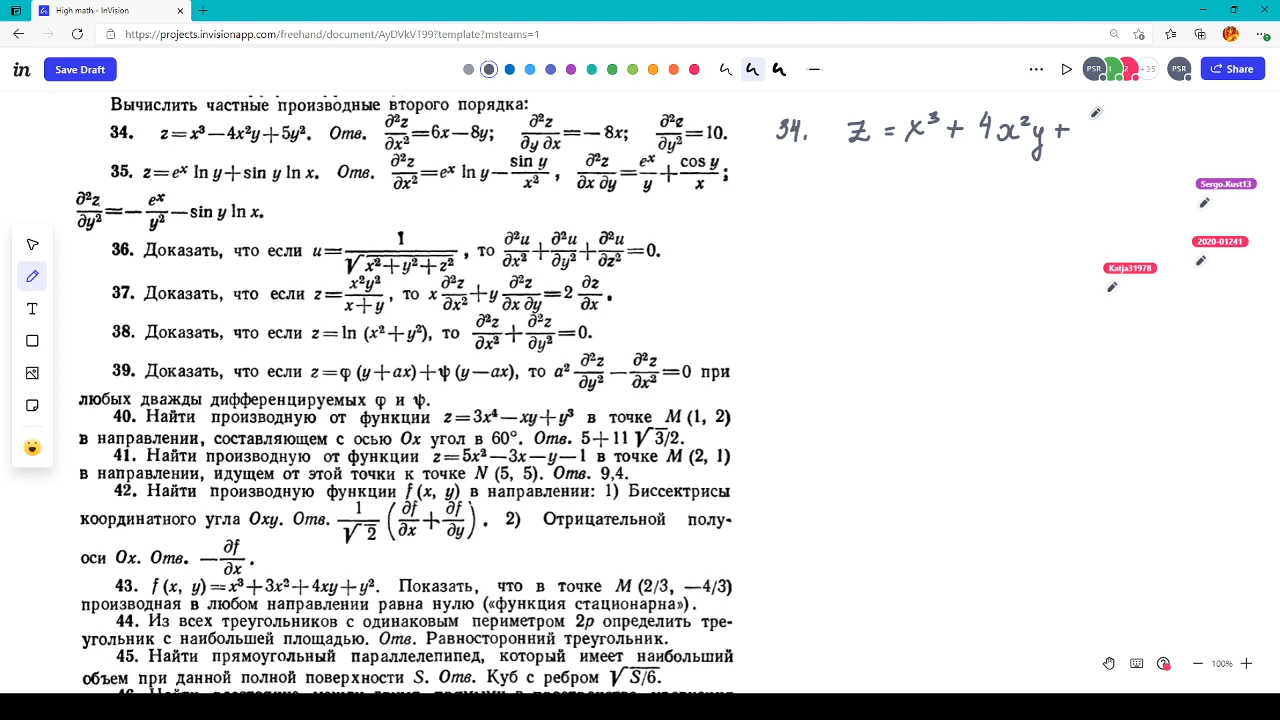 High math - InVision
https://projects.invisionapp.com/freehand/document/AyDVkVT99?template?msteams=1
in Save Draft PSR 1 2 +35 PSR Share
Вычислить частные производные второго порядка:
34. z=x³−4x²y+5y². Отв. ∂²z/∂x²=6x−8y; ∂²z/∂y ∂x=−8x; ∂²z/∂y²=10.
35. z=eˣ ln y+sin y ln x. Отв. ∂²z/∂x²=eˣ ln y−sin y/x², ∂²z/∂x ∂y=eˣ/y+cos y/x;
∂²z/∂y²=−eˣ/y²−sin y ln x.
36. Доказать, что если u=1/√(x²+y²+z²), то ∂²u/∂x²+∂²u/∂y²+∂²u/∂z²=0.
37. Доказать, что если z=x²y²/(x+y), то x ∂²z/∂x²+y ∂²z/∂x ∂y=2 ∂z/∂x.
38. Доказать, что если z=ln (x²+y²), то ∂²z/∂x²+∂²z/∂y²=0.
39. Доказать, что если z=φ (y+ax)+ψ (y−ax), то a² ∂²z/∂y²−∂²z/∂x²=0 при
любых дважды дифференцируемых φ и ψ.
40. Найти производную от функции z=3x⁴−xy+y³ в точке M (1, 2)
в направлении, составляющем с осью Ox угол в 60°. Отв. 5+11√3/2.
41. Найти производную от функции z=5x²−3x−y−1 в точке M (2, 1)
в направлении, идущем от этой точки к точке N (5, 5). Отв. 9,4.
42. Найти производную функции f (x, y) в направлении: 1) Биссектрисы
координатного угла Oxy. Отв. 1/√2 (∂f/∂x+∂f/∂y). 2) Отрицательной полу-
оси Ox. Отв. −∂f/∂x.
43. f (x, y)=x³+3x²+4xy+y². Показать, что в точке M (2/3, −4/3)
производная в любом направлении равна нулю («функция стационарна»).
44. Из всех треугольников с одинаковым периметром 2p определить тре-
угольник с наибольшей площадью. Отв. Равносторонний треугольник.
45. Найти прямоугольный параллелепипед, который имеет наибольший
объем при данной полной поверхности S. Отв. Куб с ребром √S/6.
34. z = x³ + 4x²y +
Sergo.Kust13
2020-01241
Katja31978
T
100%